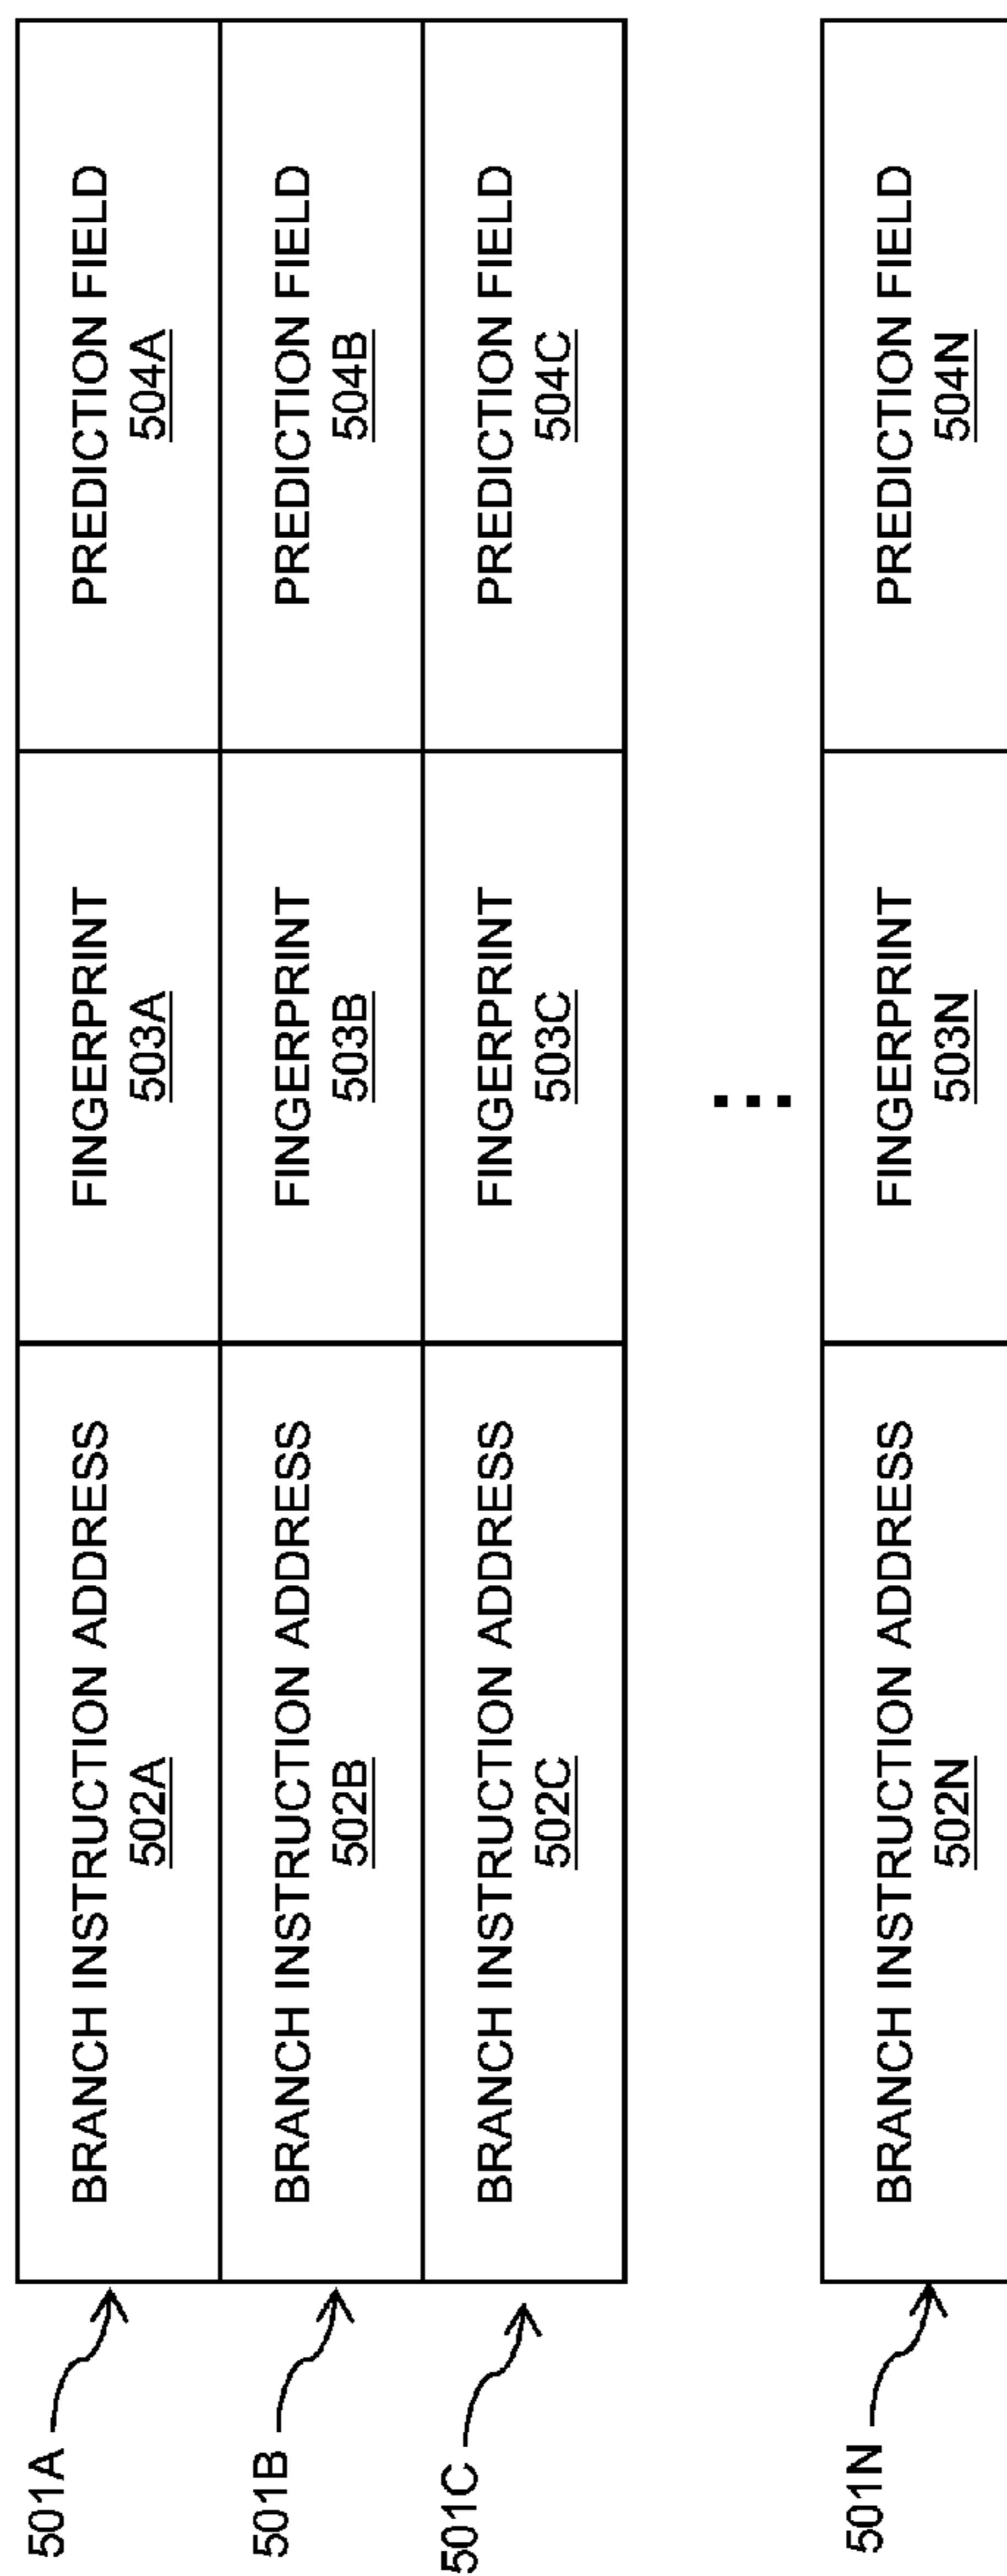 501A
BRANCH INSTRUCTION ADDRESS
502A
FINGERPRINT
503A
PREDICTION FIELD
504A
501B
BRANCH INSTRUCTION ADDRESS
502B
FINGERPRINT
503B
PREDICTION FIELD
504B
501C
BRANCH INSTRUCTION ADDRESS
502C
FINGERPRINT
503C
PREDICTION FIELD
504C
...
501N
BRANCH INSTRUCTION ADDRESS
502N
FINGERPRINT
503N
PREDICTION FIELD
504N